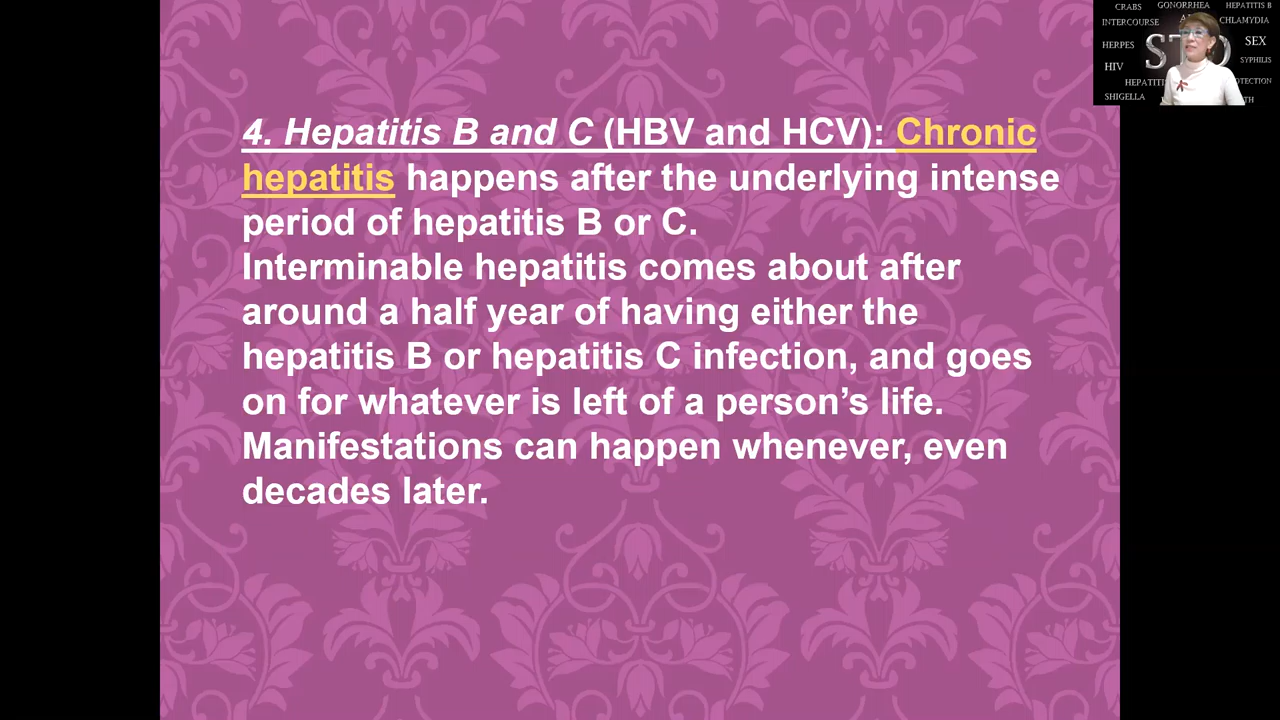 4. Hepatitis B and C (HBV and HCV): Chronic
hepatitis happens after the underlying intense
period of hepatitis B or C.
Interminable hepatitis comes about after
around a half year of having either the
hepatitis B or hepatitis C infection, and goes
on for whatever is left of a person’s life.
Manifestations can happen whenever, even
decades later.
CRABS GONORRHEA HEPATITIS B
INTERCOURSE CHLAMYDIA
HERPES SEX
HIV SYPHILIS
SHIGELLA